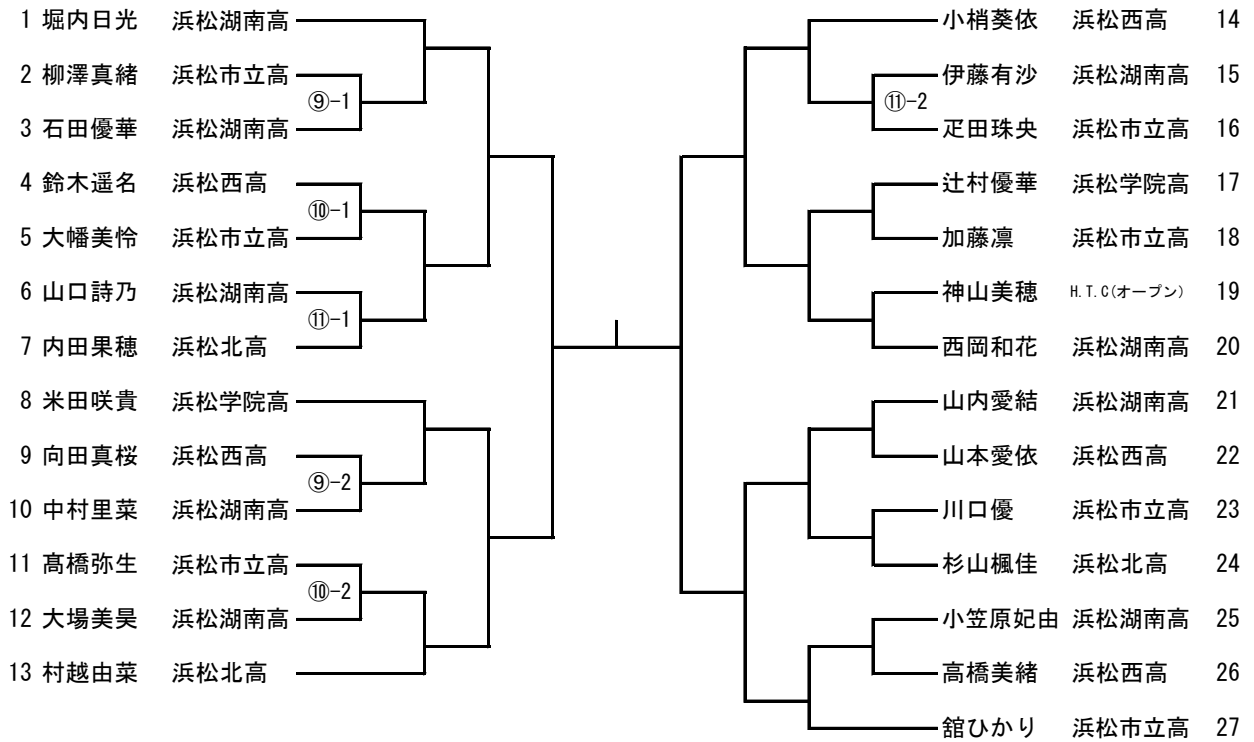 1 堀内日光 浜松湖南高
2 柳澤真緒 浜松市立高
⑨-1
3 石田優華 浜松湖南高
4 鈴木遥名 浜松西高
⑩-1
5 大幡美怜 浜松市立高
6 山口詩乃 浜松湖南高
⑪-1
7 内田果穂 浜松北高
8 米田咲貴 浜松学院高
9 向田真桜 浜松西高
⑨-2
10 中村里菜 浜松湖南高
11 髙橋弥生 浜松市立高
⑩-2
12 大場美昊 浜松湖南高
13 村越由菜 浜松北高
小梢葵依 浜松西高 14
伊藤有沙 浜松湖南高 15
⑪-2
疋田珠央 浜松市立高 16
辻村優華 浜松学院高 17
加藤凛 浜松市立高 18
神山美穂 H.T.C(オープン) 19
西岡和花 浜松湖南高 20
山内愛結 浜松湖南高 21
山本愛依 浜松西高 22
川口優 浜松市立高 23
杉山楓佳 浜松北高 24
小笠原妃由 浜松湖南高 25
高橋美緒 浜松西高 26
舘ひかり 浜松市立高 27